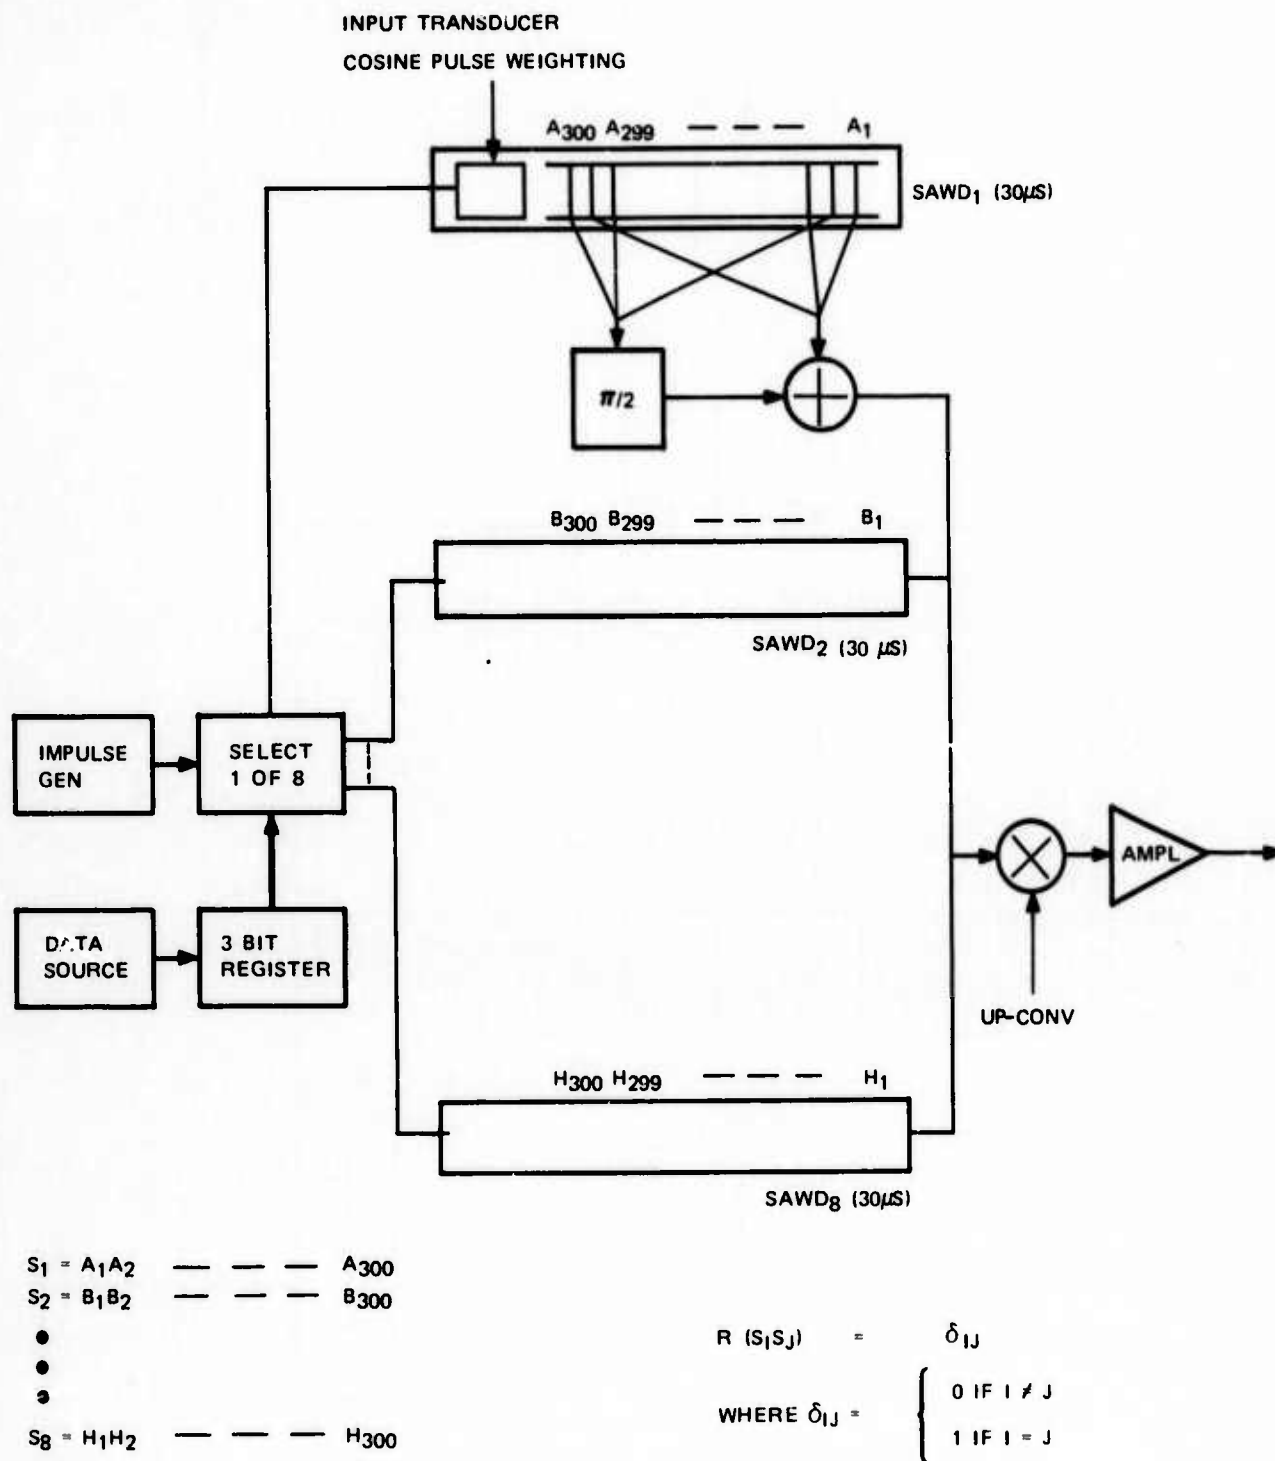 INPUT TRANSDUCER
COSINE PULSE WEIGHTING
A300 A299 — — — A1
SAWD1 (30μS)
π/2
B300 B299 — — — B1
SAWD2 (30 μS)
IMPULSE
GEN
SELECT
1 OF 8
DATA
SOURCE
3 BIT
REGISTER
AMPL
UP-CONV
H300 H299 — — — H1
SAWD8 (30μS)
S1 = A1A2 — — — A300
S2 = B1B2 — — — B300
S8 = H1H2 — — — H300
R (SISJ) = δIJ
WHERE δIJ = {
0 IF I ≠ J
1 IF I = J